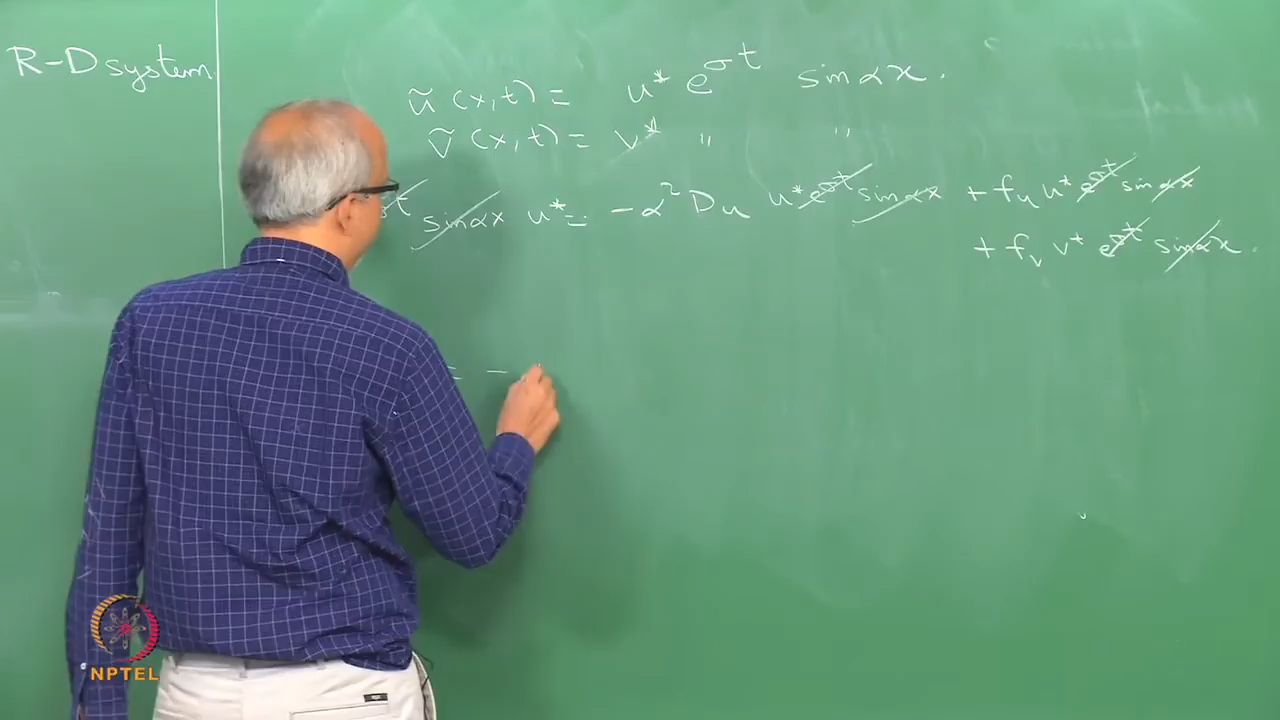 R-D system
ũ (x,t) = u* e^σt sin αx.
ṽ (x,t) = v* " "
t sin αx u* = - α² Du u* e^σt sin αx + fu u* e^σt sin αx
+ fv v* e^σt sin αx.
= -
NPTEL